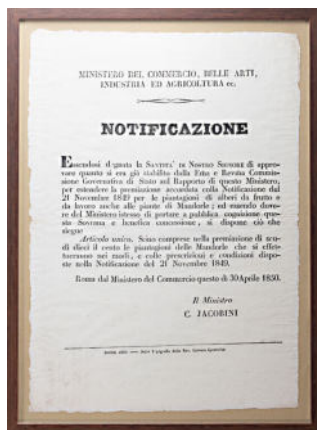 MINISTERO DEL COMMERCIO, BELLE ARTI,
INDUSTRIA ED AGRICOLTURA ec.
NOTIFICAZIONE
Essendosi degnata la SANTITA' DI NOSTRO SIGNORE di appro-
vare quanto si era già stabilito dalla Commis-
sione Governativa di Stato sul Rapporto di questo Ministero,
per estendere la premiazione accordata colla Notificazione dal
21 Novembre 1849 per le piantagioni di alberi da frutto e
da lavoro anche alle piante di Mandorle; ed essendo dove-
re del Ministero istesso di portare a pubblica cognizione que-
sta Sovrana e benefica concessione, si dispone ciò che
siegue
Articolo unico. Sono comprese nella premiazione di scu-
di dieci il cento le piantagioni delle Mandorle che si effet-
tueranno nei modi, e colle prescrizioni e condizioni dispo-
ste nella Notificazione del 21 Novembre 1849.
Roma dal Ministero del Commercio questo dì 30 Aprile 1850.
Il Ministro
C. JACOBINI